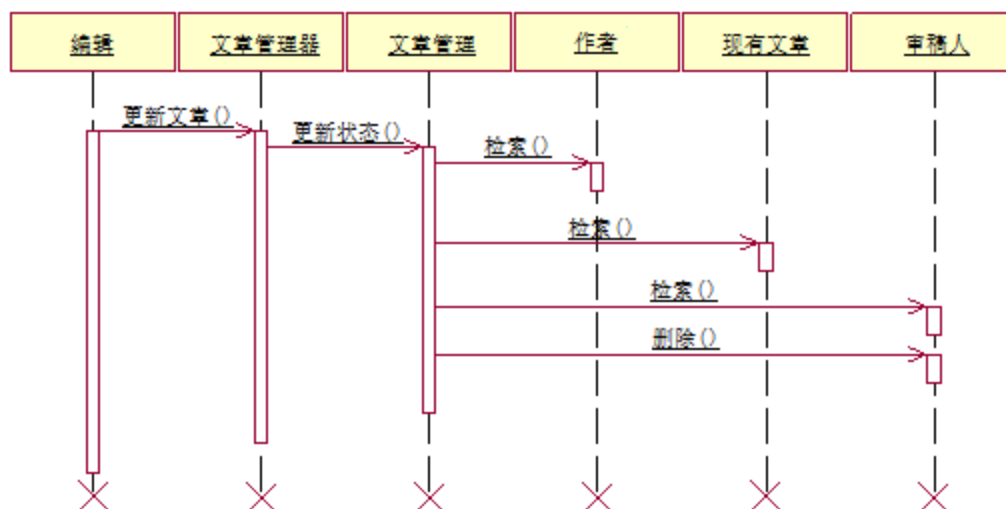 编辑
文章管理器
文章管理
作者
现有文章
审稿人
更新文章()
更新状态()
检索()
检索()
检索()
删除()